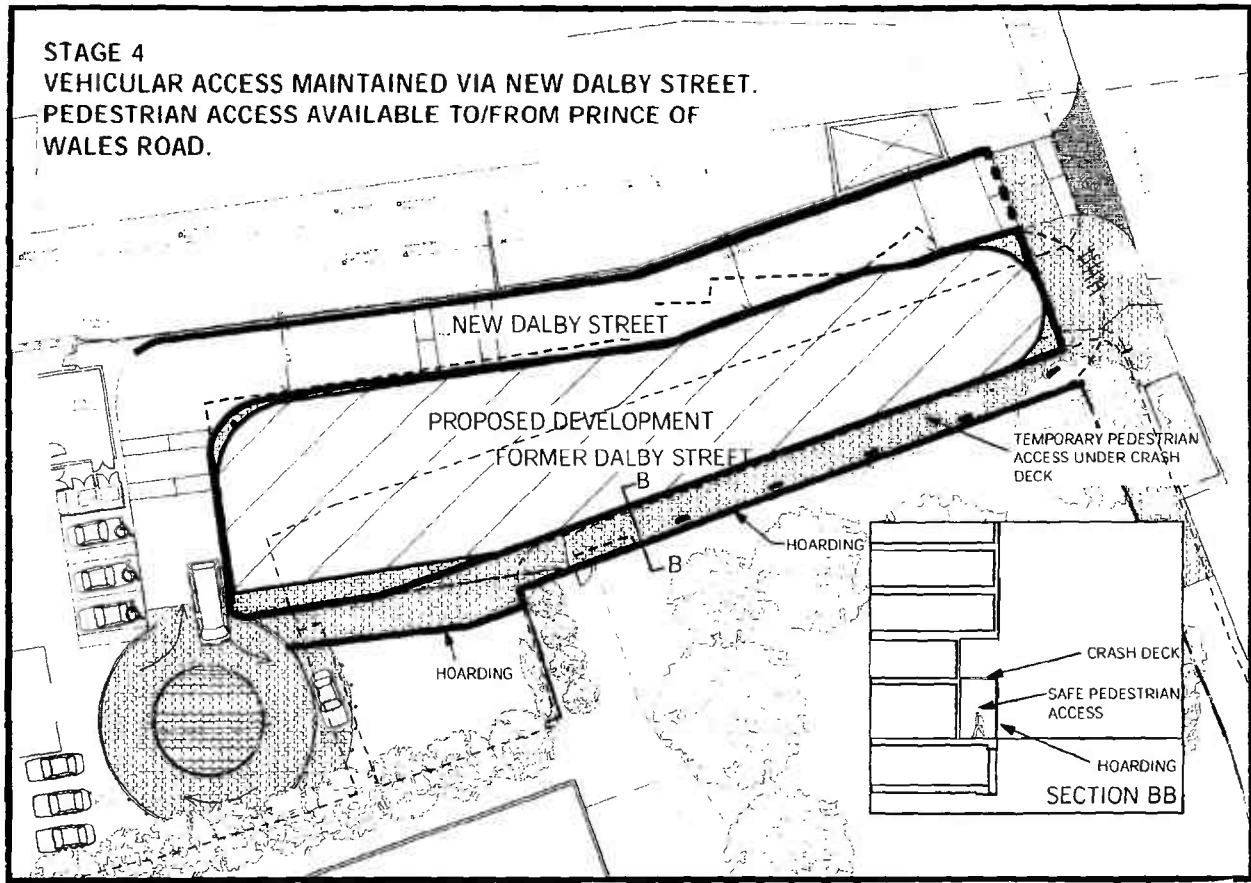 STAGE 4
VEHICULAR ACCESS MAINTAINED VIA NEW DALBY STREET.
PEDESTRIAN ACCESS AVAILABLE TO/FROM PRINCE OF
WALES ROAD.
NEW DALBY STREET
PROPOSED DEVELOPMENT
FORMER DALBY STREET
B
B
TEMPORARY PEDESTRIAN
ACCESS UNDER CRASH
DECK
HOARDING
HOARDING
CRASH DECK
SAFE PEDESTRIAN
ACCESS
HOARDING
SECTION BB